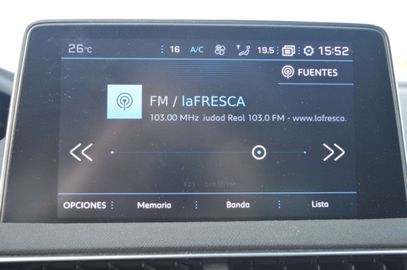 26°C 16 A/C 19.5 15:52
FUENTES
FM / laFRESCA
103.00 MHz iudad Real 103.0 FM - www.lafresca.
OPCIONES Memoria Banda Lista